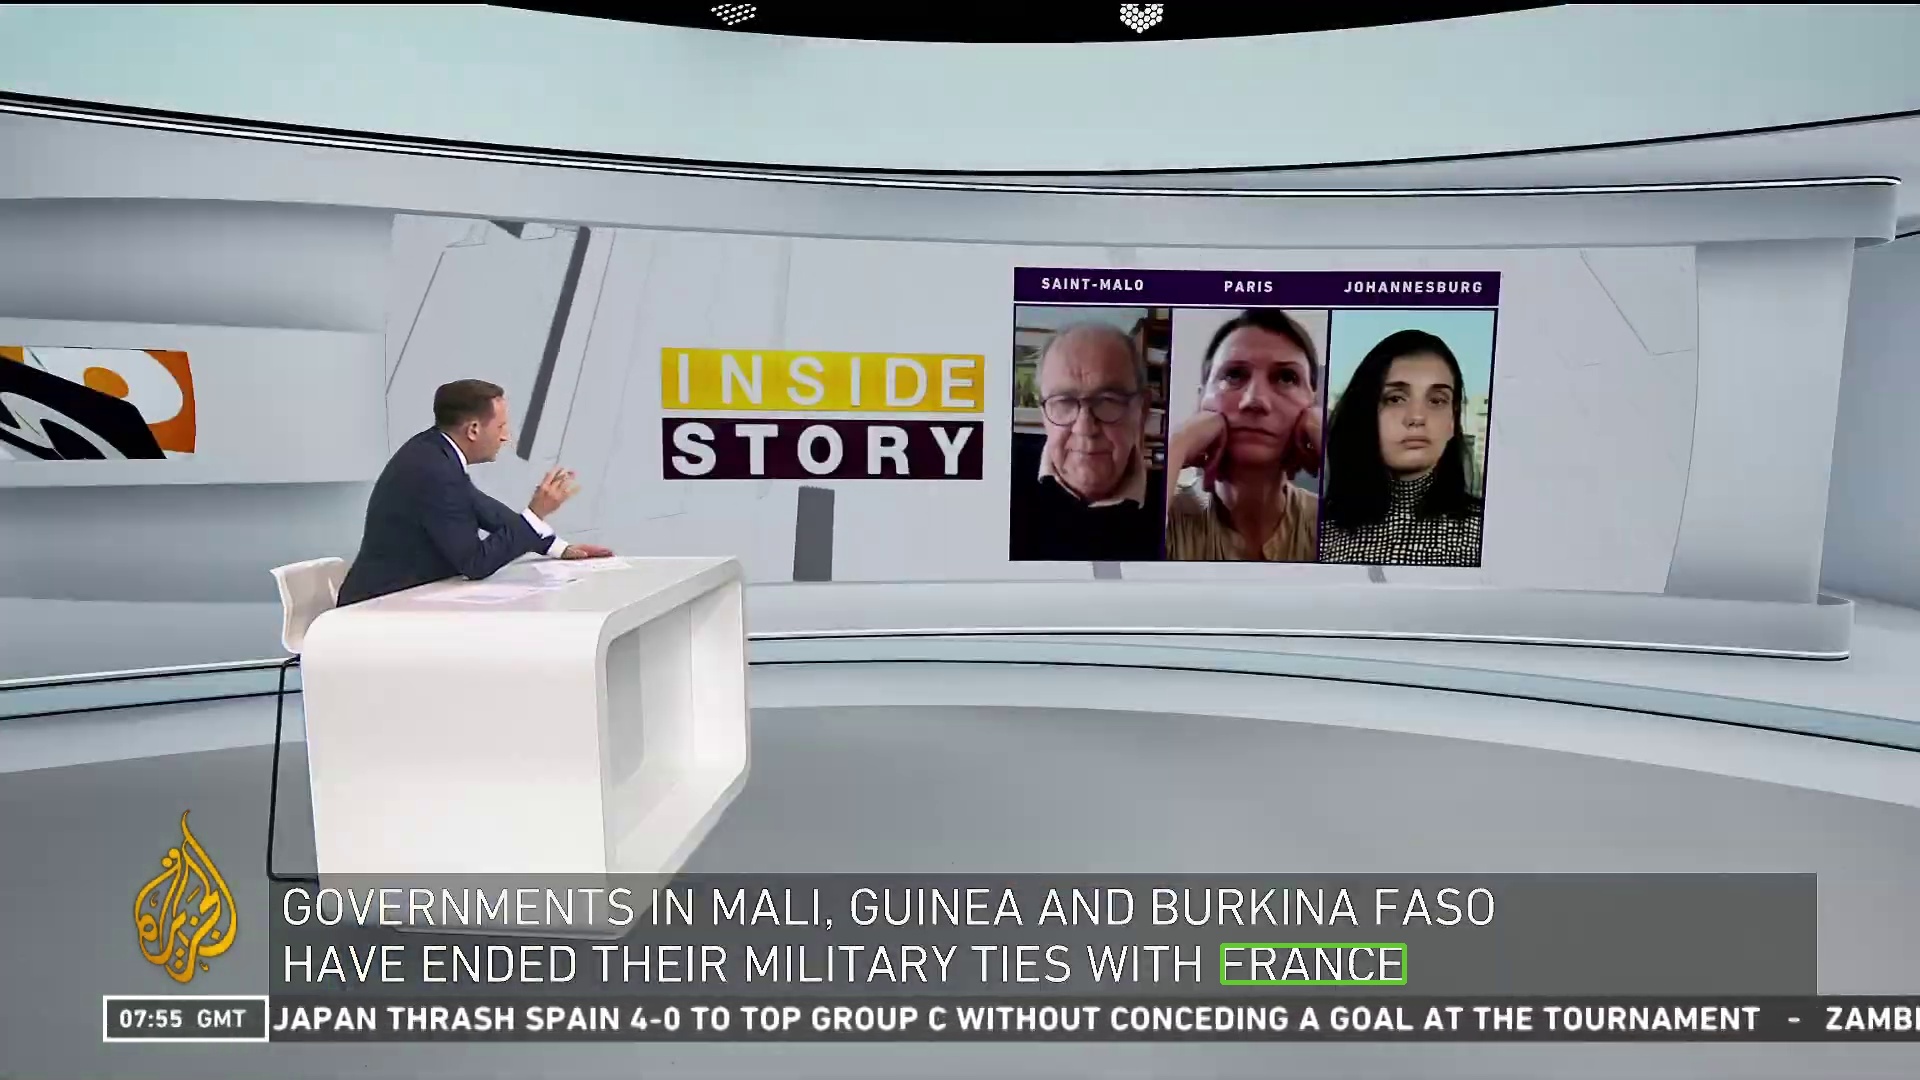 SAINT-MALO PARIS JOHANNESBURG
INSIDE
STORY
GOVERNMENTS IN MALI, GUINEA AND BURKINA FASO
HAVE ENDED THEIR MILITARY TIES WITH FRANCE
07:55 GMT JAPAN THRASH SPAIN 4-0 TO TOP GROUP C WITHOUT CONCEDING A GOAL AT THE TOURNAMENT -